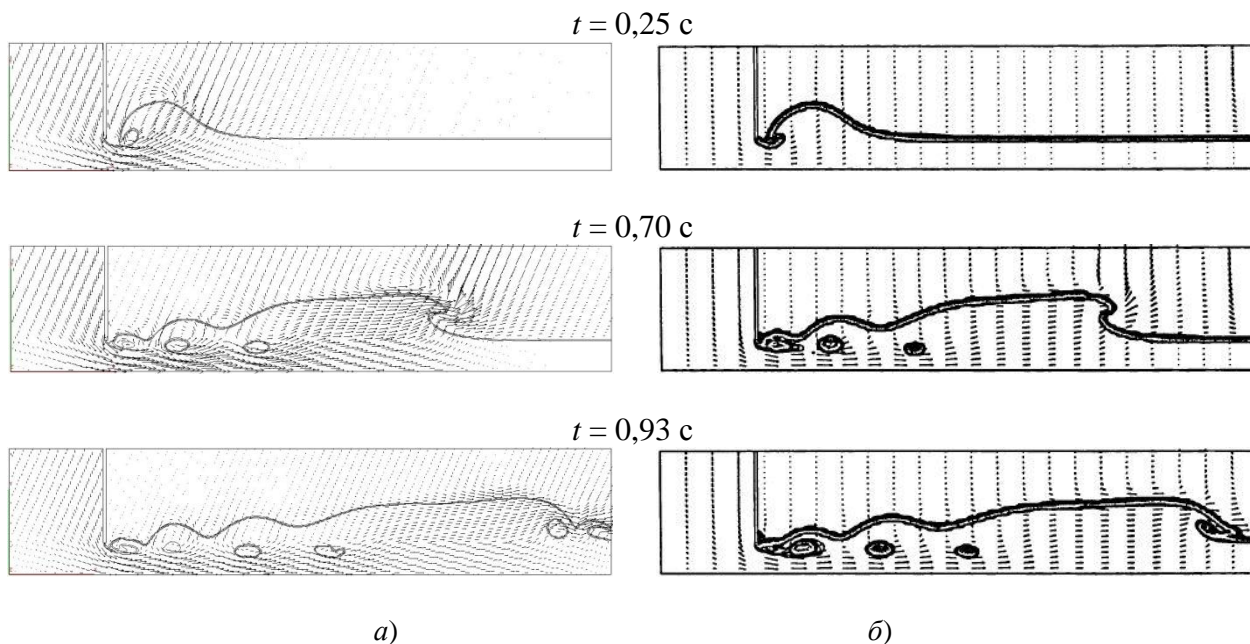 t = 0,25 с
t = 0,70 с
t = 0,93 с
а) б)